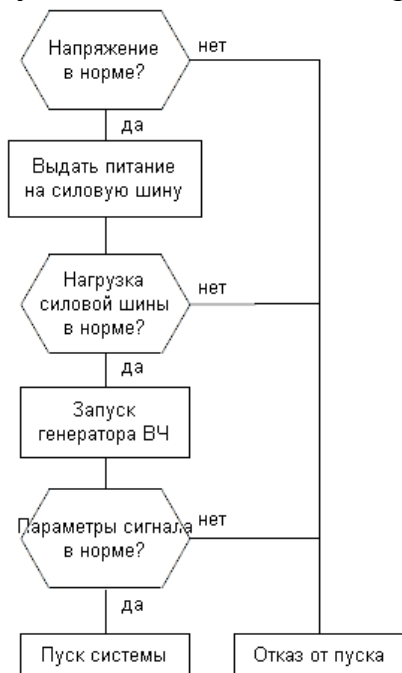 Напряжение
в норме?
нет
да
Выдать питание
на силовую шину
Нагрузка
силовой шины
в норме?
нет
да
Запуск
генератора ВЧ
Параметры сигнала
в норме?
нет
да
Пуск системы
Отказ от пуска